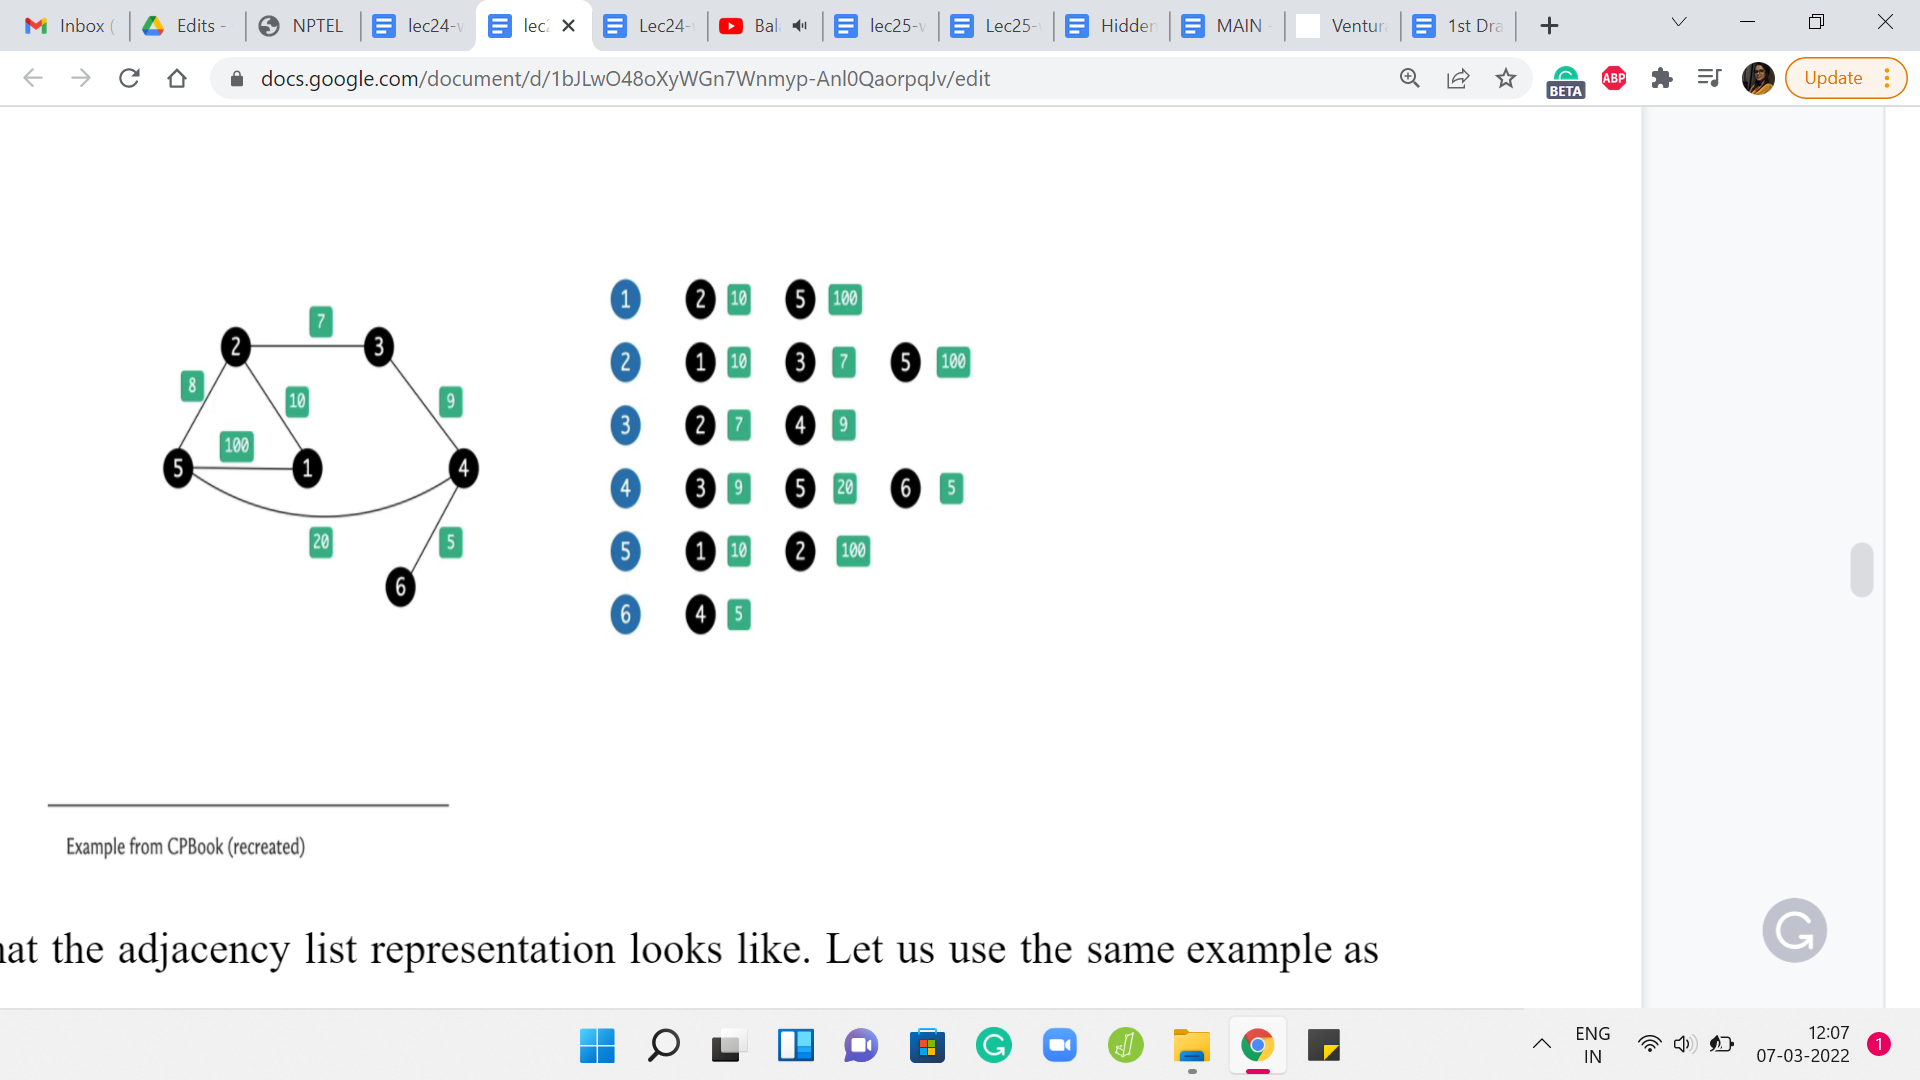 Inbox (
Edits -
NPTEL
lec24-v
lec2
Lec24-
Bal
lec25-v
Lec25-
Hidden
MAIN -
Ventur
1st Dra
docs.google.com/document/d/1bJLwO48oXyWGn7Wnmyp-Anl0QaorpqJv/edit
BETA
ABP
Update
1 2 10 5 100
7
2 3
2 1 10 3 7 5 100
8 10 9
3 2 7 4 9
100
5 1 4
4 3 9 5 20 6 5
20 5
5 1 10 2 100
6
6 4 5
Example from CPBook (recreated)
hat the adjacency list representation looks like. Let us use the same example as
ENG
IN
12:07
07-03-2022
1